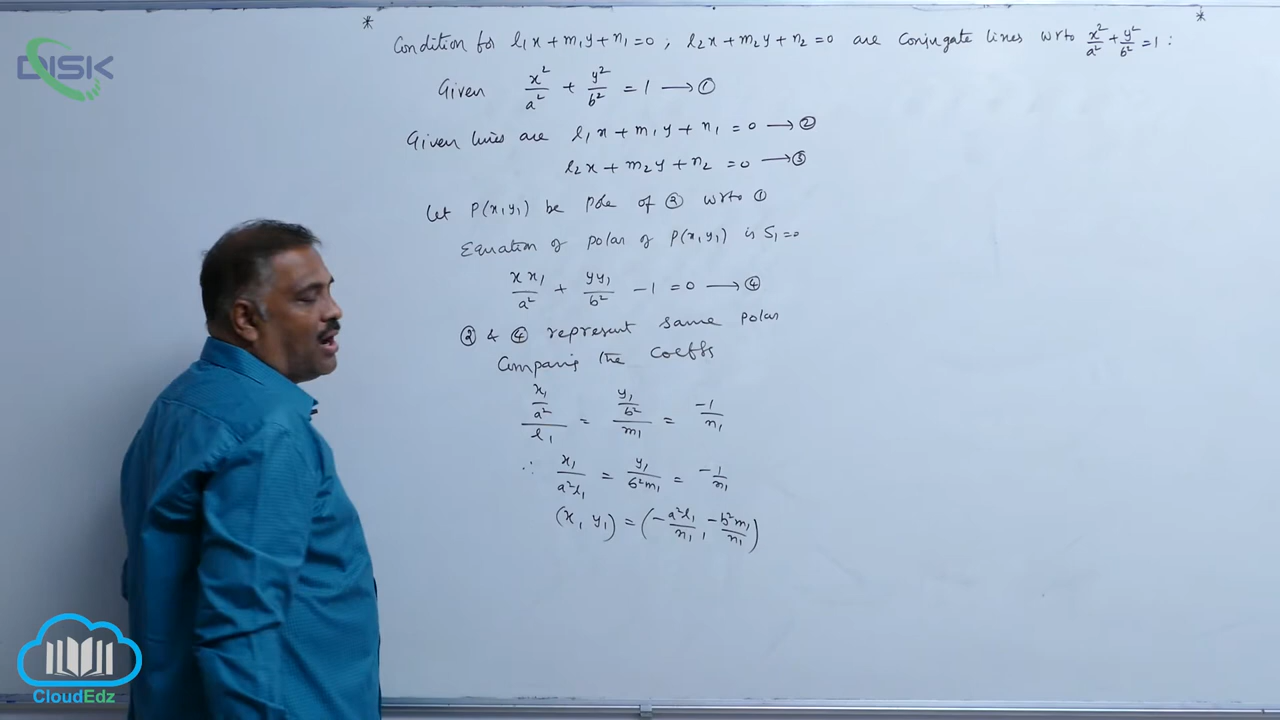 DISK
* *
Condition for l₁x + m₁y + n₁ = 0 ; l₂x + m₂y + n₂ = 0 are Conjugate lines w r to x²/a² + y²/b² = 1 :
Given x²/a² + y²/b² = 1 → ①
Given lines are l₁x + m₁y + n₁ = 0 → ②
l₂x + m₂y + n₂ = 0 → ③
Let P(x₁y₁) be Pole of ② w r to ①
Equation of polar of P(x₁y₁) is S₁ = 0
xx₁/a² + yy₁/b² - 1 = 0 → ④
② & ④ represent same polar
Comparing the coeffs
(x₁/a²)/l₁ = (y₁/b²)/m₁ = -1/n₁
∴ x₁/a²l₁ = y₁/b²m₁ = -1/n₁
(x₁ y₁) = (-a²l₁/n₁, -b²m₁/n₁)
CloudEdz